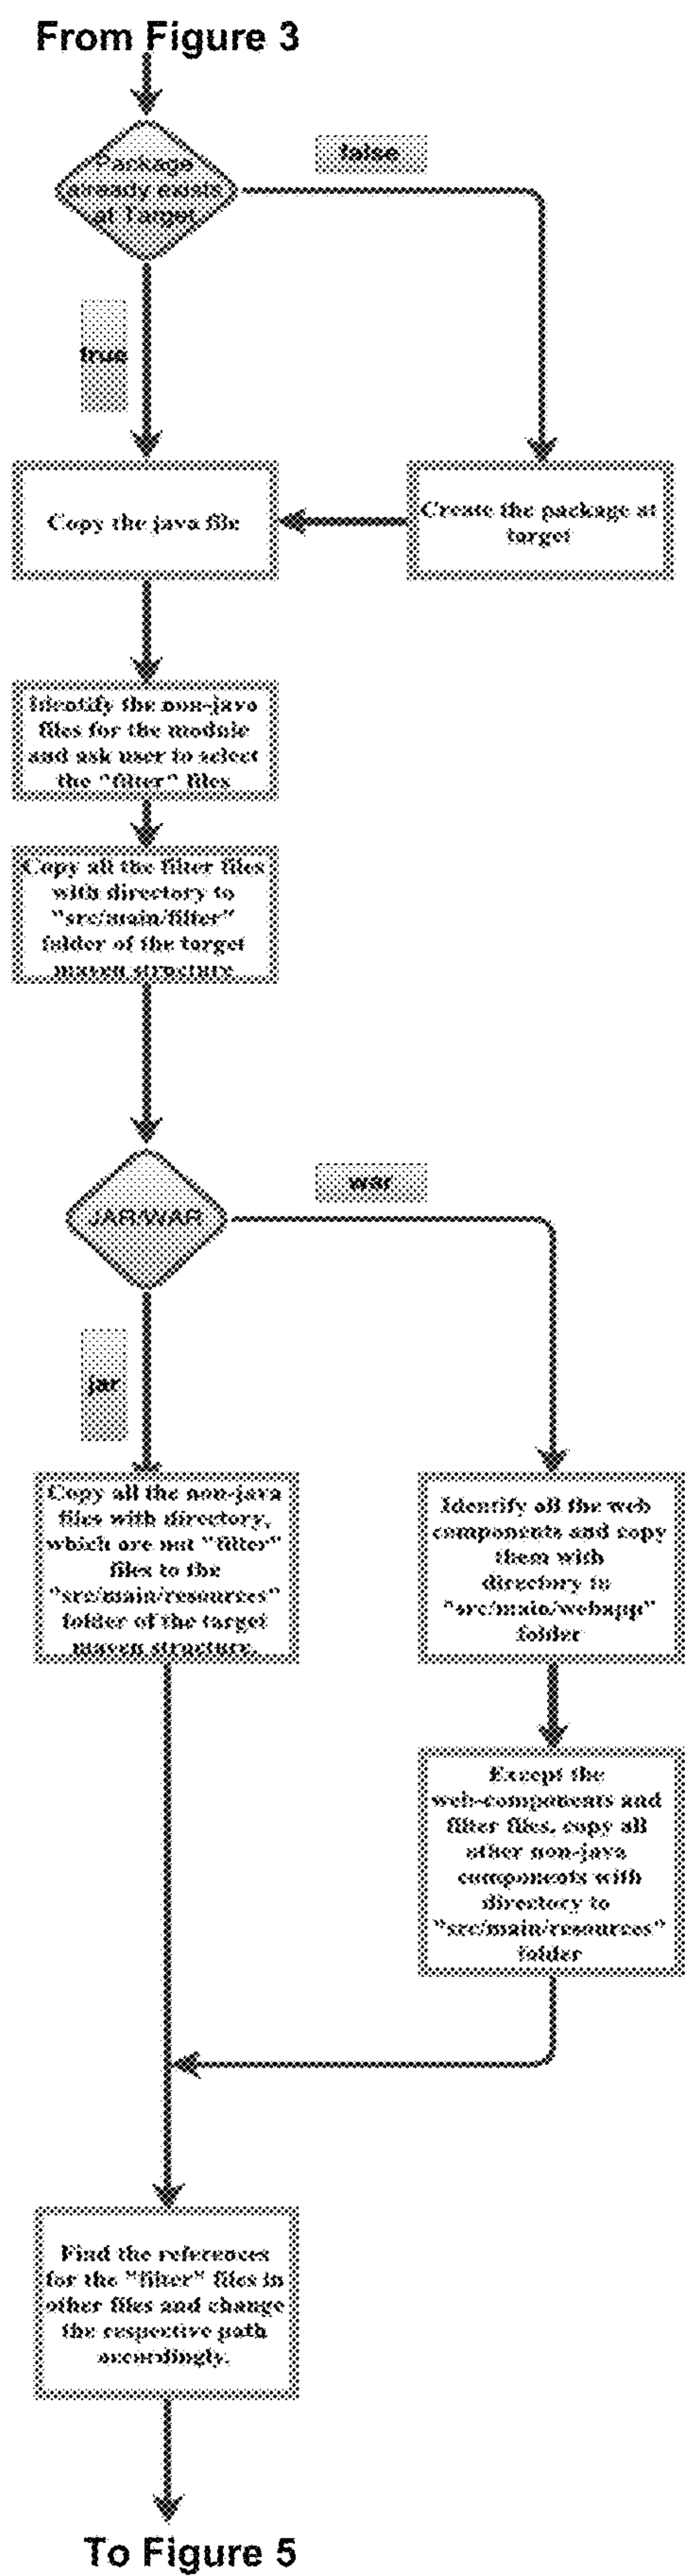 From Figure 3
Package
already exists
at Target
false
true
Copy the java file
Create the package at
target
Identify the non-java
files for the module
and ask user to select
the "filter" files
Copy all the filter files
with directory to
"src/main/filter"
folder of the target
maven structure
JAR/WAR
war
jar
Copy all the non-java
files with directory,
which are not "filter"
files to the
"src/main/resources"
folder of the target
maven structure.
Identify all the web
components and copy
them with
directory to
"src/main/webapp"
folder
Except the
web-components and
filter files, copy all
other non-java
components with
directory to
"src/main/resources"
folder
Find the references
for the "filter" files in
other files and change
the respective path
accordingly.
To Figure 5